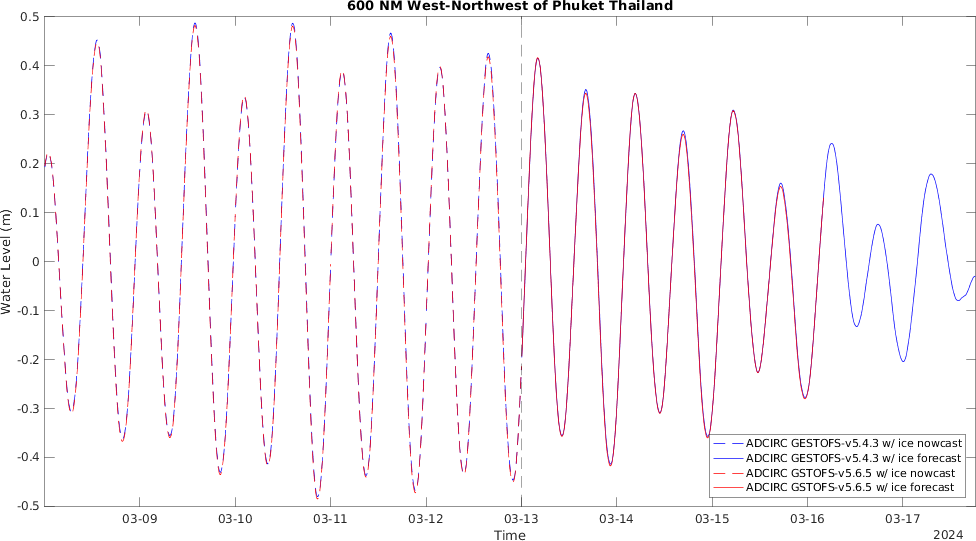 600 NM West-Northwest of Phuket Thailand
0.5
0.4
0.3
0.2
0.1
0
-0.1
-0.2
-0.3
-0.4
-0.5
Water Level (m)
ADCIRC GESTOFS-v5.4.3 w/ ice nowcast
ADCIRC GESTOFS-v5.4.3 w/ ice forecast
ADCIRC GSTOFS-v5.6.5 w/ ice nowcast
ADCIRC GSTOFS-v5.6.5 w/ ice forecast
03-09 03-10 03-11 03-12 03-13 03-14 03-15 03-16 03-17
Time
2024